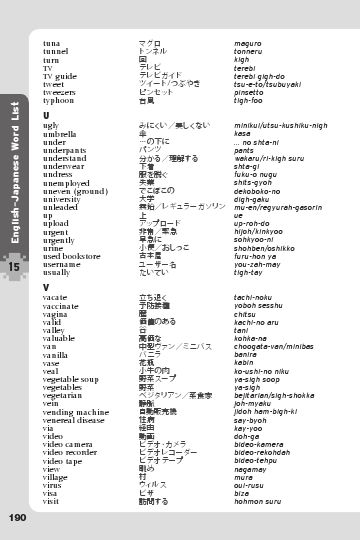 tuna マグロ maguro
tunnel トンネル tonneru
turn 回 kigh
TV テレビ terebi
TV guide テレビガイド terebi gigh-do
tweet ツイート/つぶやき tsu-e-to/tsubuyaki
tweezers ピンセット pinsetto
typhoon 台風 tigh-foo
U
ugly みにくい／美しくない minikui/utsu-kushiku-nigh
umbrella 傘 kasa
under …の下に ... no shta-ni
underpants パンツ pants
understand 分かる／理解する wakaru/ri-kigh suru
underwear 下着 shta-gi
undress 服を脱ぐ fuku-o nugu
unemployed 失業 shits-gyoh
uneven (ground) でこぼこの dekoboko-no
university 大学 digh-gaku
unleaded 無鉛／レギュラーガソリン mu-en/regyurah-gasorin
up 上 ue
upload アップロード up-roh-do
urgent 非常／緊急 hijoh/kinkyoo
urgently 早急に sohkyoo-ni
urine 小便／おしっこ shohben/oshikko
used bookstore 古本屋 furu-hon ya
username ユーザー名 you-zah-may
usually たいてい tigh-tay
V
vacate 立ち退く tachi-noku
vaccinate 予防接種 yoboh sesshu
vagina 膣 chitsu
valid 価値のある kachi-no aru
valley 谷 tani
valuable 高価な kohka-na
van 中型ヴァン／ミニバス choogata-van/minibas
vanilla バニラ banira
vase 花瓶 kabin
veal 小牛の肉 ko-ushi-no niku
vegetable soup 野菜スープ ya-sigh soop
vegetables 野菜 ya-sigh
vegetarian ベジタリアン／菜食家 bejitarian/sigh-shokka
vein 静脈 joh-myaku
vending machine 自動販売機 jidoh ham-bigh-ki
venereal disease 性病 say-byoh
via 経由 kay-yoo
video 動画 doh-ga
video camera ビデオ・カメラ bideo-kamera
video recorder ビデオレコーダー bideo-rekohdah
video tape ビデオテープ bideo-tehpu
view 眺め nagamay
village 村 mura
virus ウィルス oui-rusu
visa ビザ biza
visit 訪問する hohmon suru
English–Japanese Word List
15
190